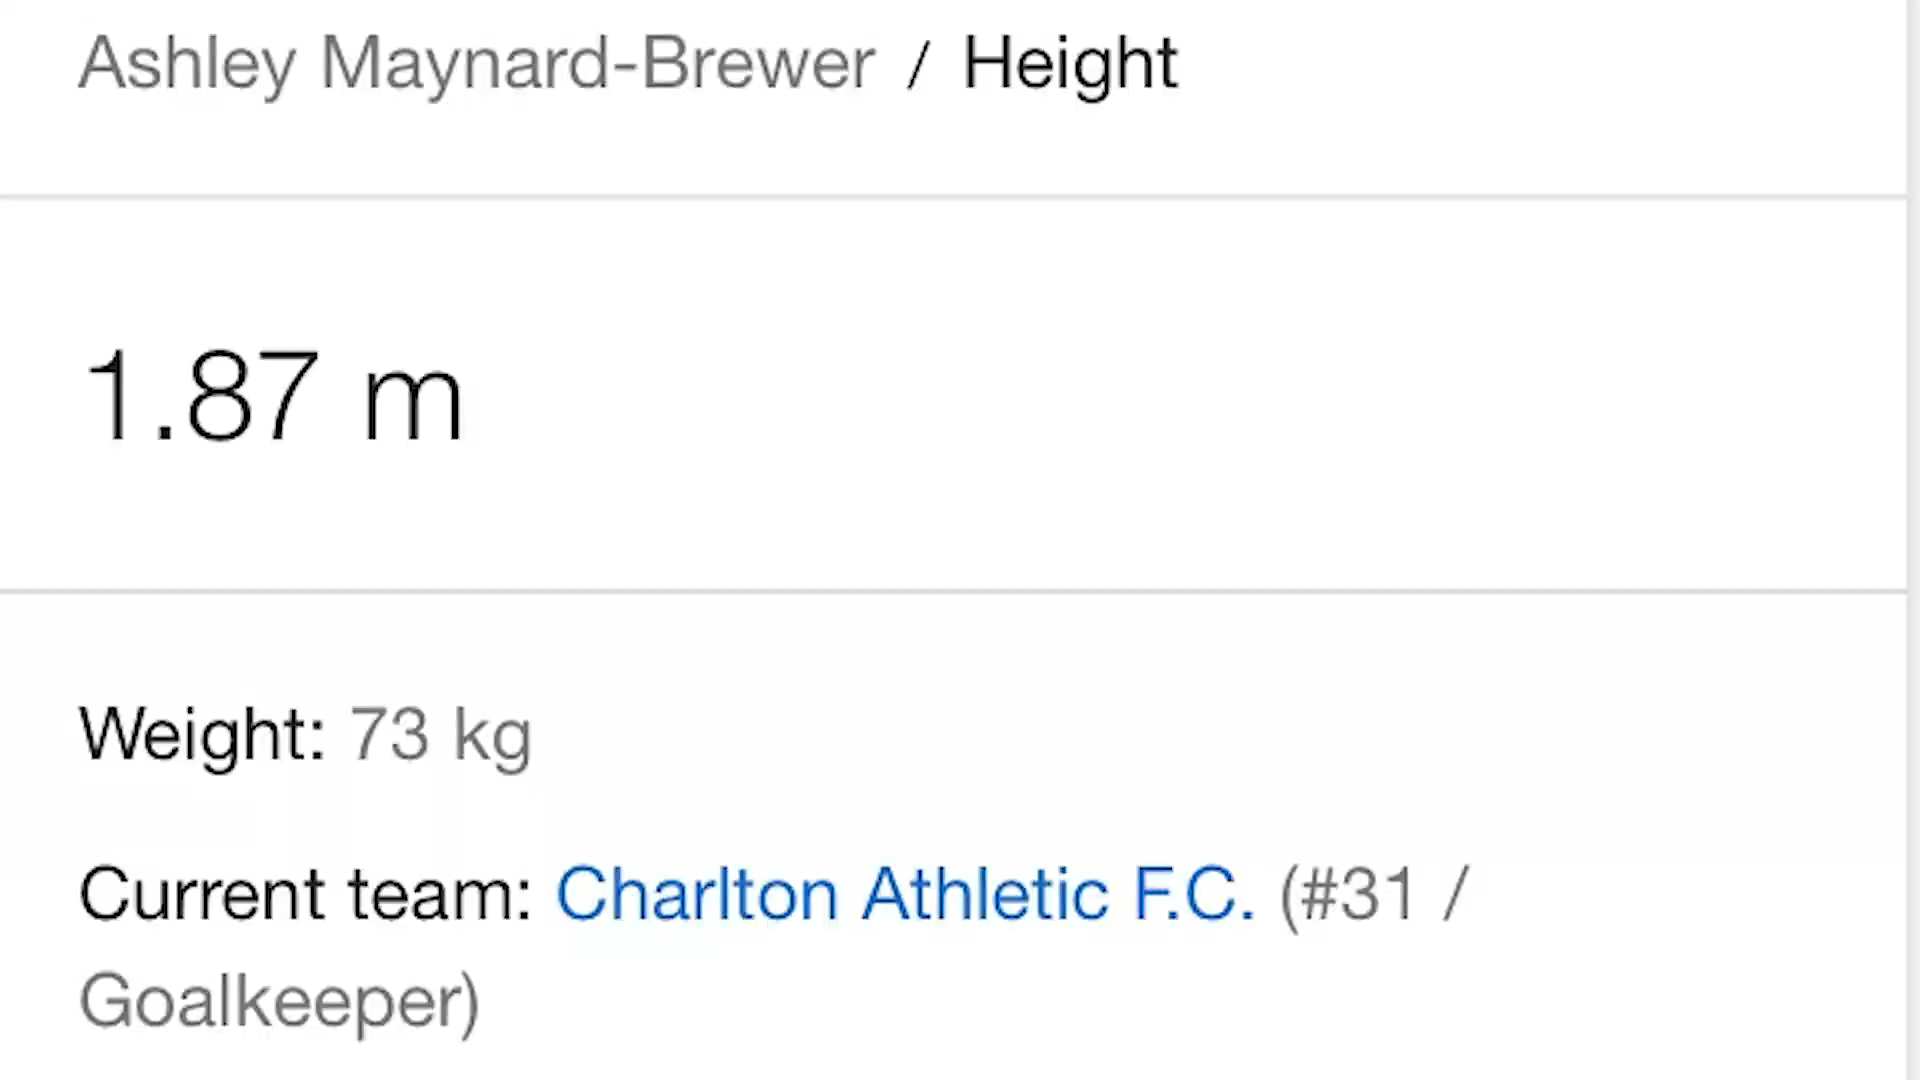 Ashley Maynard-Brewer / Height
1.87 m
Weight: 73 kg
Current team: Charlton Athletic F.C. (#31 /
Goalkeeper)